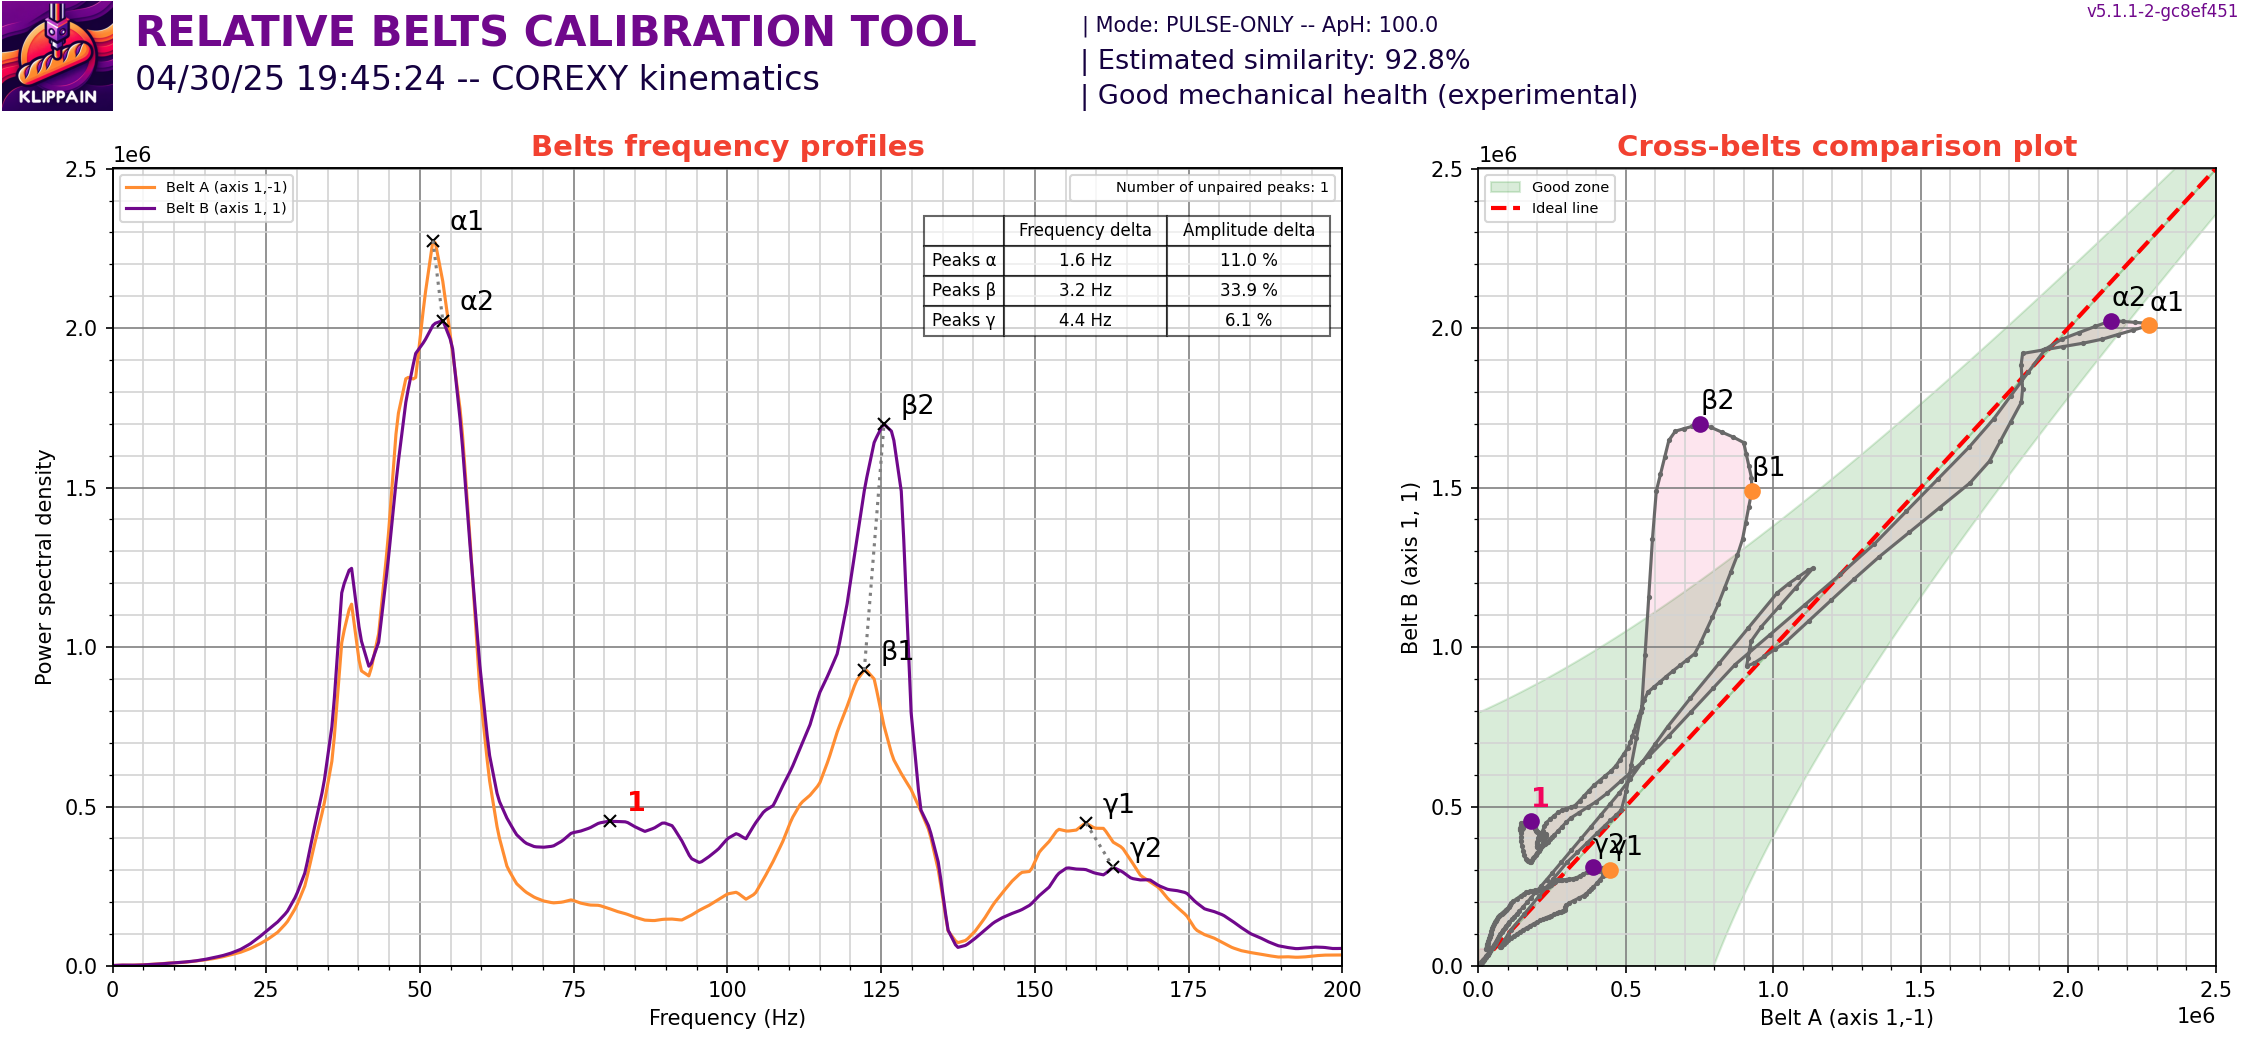 KLIPPAIN
RELATIVE BELTS CALIBRATION TOOL
04/30/25 19:45:24 -- COREXY kinematics
| Mode: PULSE-ONLY -- ApH: 100.0
| Estimated similarity: 92.8%
| Good mechanical health (experimental)
v5.1.1-2-gc8ef451
Belts frequency profiles
1e6
Belt A (axis 1,-1)
Belt B (axis 1, 1)
Number of unpaired peaks: 1
Frequency delta Amplitude delta
Peaks α 1.6 Hz 11.0 %
Peaks β 3.2 Hz 33.9 %
Peaks γ 4.4 Hz 6.1 %
α1
α2
β2
β1
1
γ1
γ2
2.5
2.0
1.5
1.0
0.5
0.0
Power spectral density
0 25 50 75 100 125 150 175 200
Frequency (Hz)
Cross-belts comparison plot
1e6
Good zone
Ideal line
α2 α1
β2
β1
1
γ2 γ1
2.5
2.0
1.5
1.0
0.5
0.0
Belt B (axis 1, 1)
0.0 0.5 1.0 1.5 2.0 2.5
Belt A (axis 1,-1)
1e6